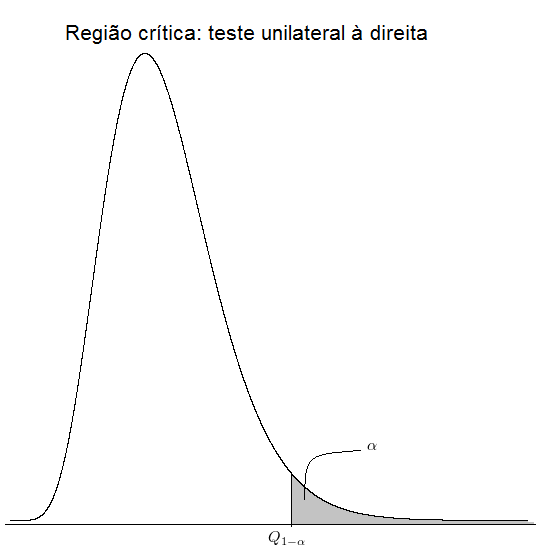 Região crítica: teste unilateral à direita
α
Q₁₋α